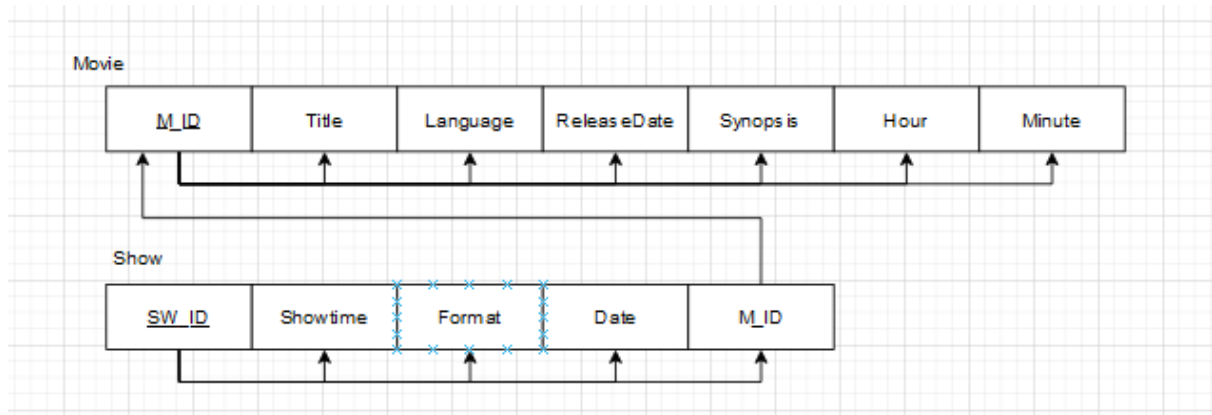 Movie
M_ID Title Language ReleaseDate Synopsis Hour Minute
Show
SW_ID Showtime Format Date M_ID